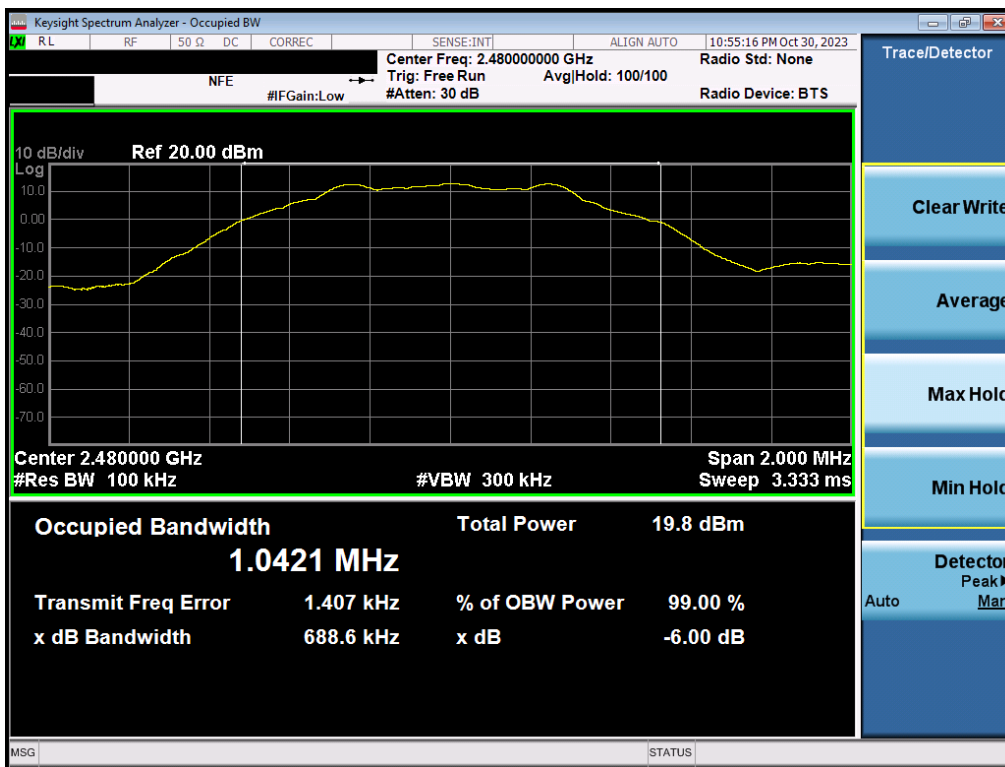 Keysight Spectrum Analyzer - Occupied BW
LXI RL RF 50 Ω DC CORREC SENSE:INT ALIGN AUTO 10:55:16 PM Oct 30, 2023
Center Freq: 2.480000000 GHz Radio Std: None
NFE Trig: Free Run Avg|Hold: 100/100
#IFGain:Low #Atten: 30 dB Radio Device: BTS
Trace/Detector
10 dB/div Ref 20.00 dBm
Log
10.0
0.00
-10.0
-20.0
-30.0
-40.0
-50.0
-60.0
-70.0
Center 2.480000 GHz Span 2.000 MHz
#Res BW 100 kHz #VBW 300 kHz Sweep 3.333 ms
Occupied Bandwidth Total Power 19.8 dBm
1.0421 MHz
Transmit Freq Error 1.407 kHz % of OBW Power 99.00 %
x dB Bandwidth 688.6 kHz x dB -6.00 dB
Clear Write
Average
Max Hold
Min Hold
Detector
Peak▶
Auto Man
MSG STATUS